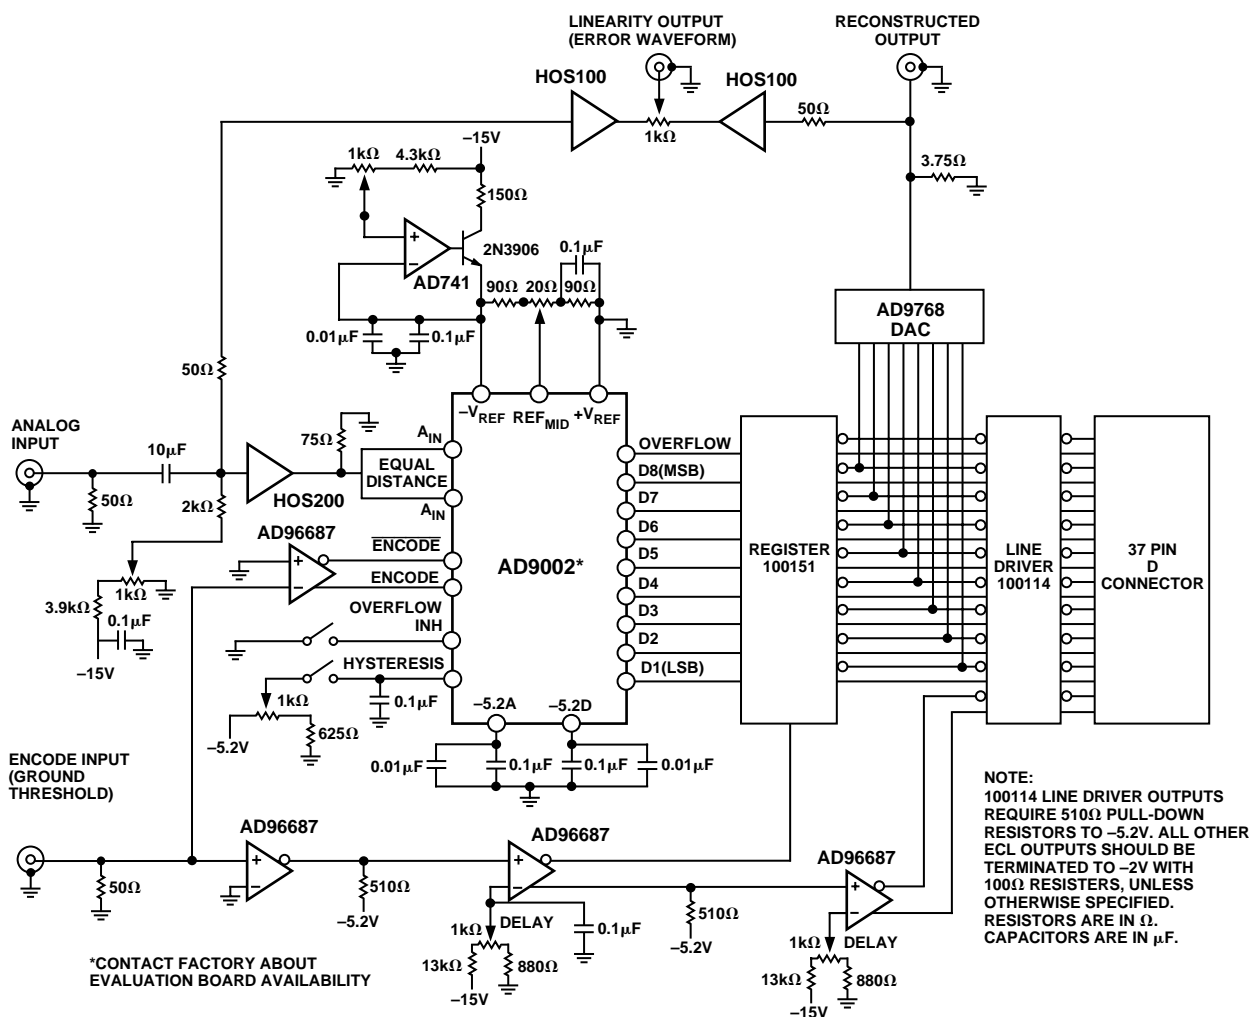 LINEARITY OUTPUT
(ERROR WAVEFORM)
RECONSTRUCTED
OUTPUT
HOS100
HOS100
50Ω
1kΩ
50Ω
3.75Ω
–15V
1kΩ
4.3kΩ
150Ω
2N3906
AD741
0.1µF
90Ω
20Ω
90Ω
0.01µF
0.1µF
AD9768
DAC
ANALOG
INPUT
10µF
50Ω
2kΩ
HOS200
75Ω
EQUAL
DISTANCE
AIN
AIN
–VREF
REFMID
+VREF
AD9002*
OVERFLOW
D8(MSB)
D7
D6
D5
D4
D3
D2
D1(LSB)
REGISTER
100151
LINE
DRIVER
100114
37 PIN
D
CONNECTOR
AD96687
ENCODE
ENCODE
OVERFLOW
INH
HYSTERESIS
1kΩ
3.9kΩ
0.1µF
–15V
1kΩ
–5.2V
625Ω
0.1µF
–5.2A
–5.2D
0.01µF
0.1µF
0.1µF
0.01µF
ENCODE INPUT
(GROUND
THRESHOLD)
50Ω
AD96687
510Ω
–5.2V
AD96687
1kΩ
DELAY
0.1µF
13kΩ
880Ω
–15V
510Ω
–5.2V
AD96687
1kΩ
DELAY
13kΩ
880Ω
–15V
NOTE:
100114 LINE DRIVER OUTPUTS
REQUIRE 510Ω PULL-DOWN
RESISTORS TO –5.2V. ALL OTHER
ECL OUTPUTS SHOULD BE
TERMINATED TO –2V WITH
100Ω RESISTERS, UNLESS
OTHERWISE SPECIFIED.
RESISTORS ARE IN Ω.
CAPACITORS ARE IN µF.
*CONTACT FACTORY ABOUT
EVALUATION BOARD AVAILABILITY